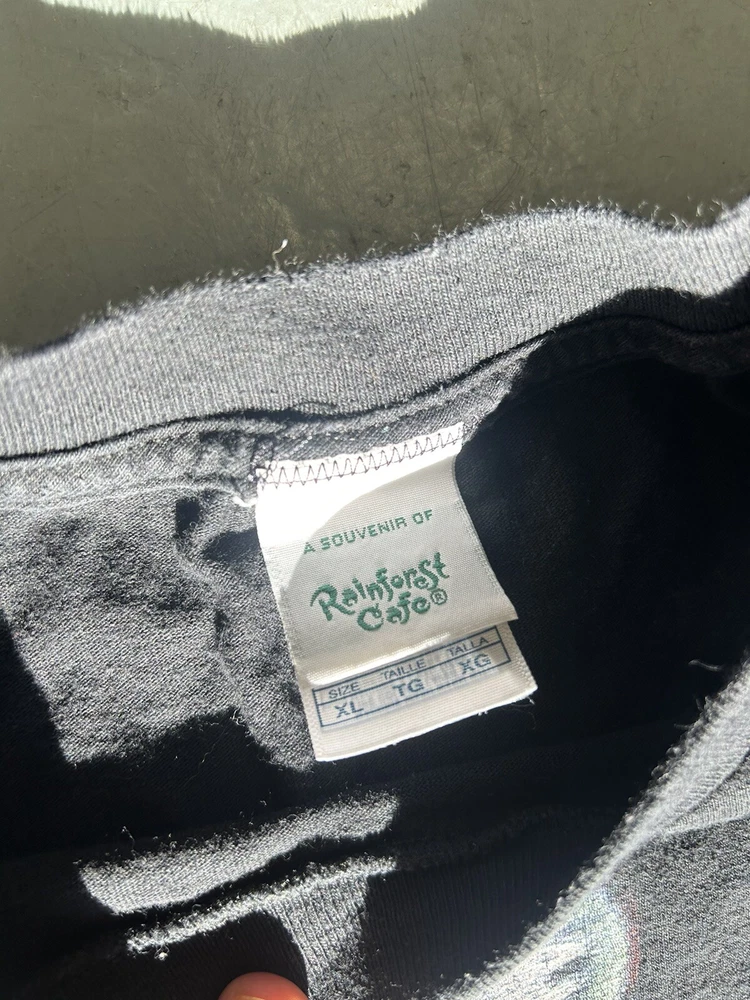 A SOUVENIR OF
Rainforest
Cafe®
SIZE TAILLE TALLA
XL TG XG